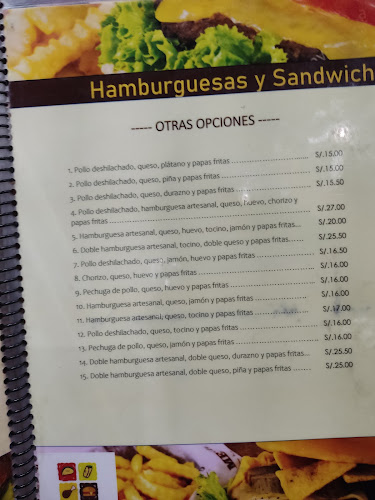 Hamburguesas y Sandwich
----- OTRAS OPCIONES -----
1. Pollo deshilachado, queso, plátano y papas fritas ........................ S/.15.00
2. Pollo deshilachado, queso, piña y papas fritas .............................. S/.15.00
3. Pollo deshilachado, queso, durazno y papas fritas ........................ S/.15.50
4. Pollo deshilachado, hamburguesa artesanal, queso, huevo, chorizo y
papas fritas ................................................................ S/.27.00
5. Hamburguesa artesanal, queso, huevo, tocino, jamón y papas fritas... S/.20.00
6. Doble hamburguesa artesanal, tocino, doble queso y papas fritas...... S/.25.50
7. Pollo deshilachado, queso, jamón, huevo y papas fritas .................. S/.16.50
8. Chorizo, queso, huevo y papas fritas .......................................... S/.16.00
9. Pechuga de pollo, queso, huevo y papas fritas .............................. S/.16.00
10. Hamburguesa artesanal, queso, jamón y papas fritas .................. S/.16.00
11. Hamburguesa artesanal, queso, tocino y papas fritas .................. S/.17.00
12. Pollo deshilachado, queso, tocino y papas fritas ........................ S/.16.00
13. Pechuga de pollo, queso, jamón y papas fritas ........................... S/.16.00
14. Doble hamburguesa artesanal, doble queso, durazno y papas fritas... S/.25.50
15. Doble hamburguesa artesanal, doble queso, piña y papas fritas ....... S/.25.00